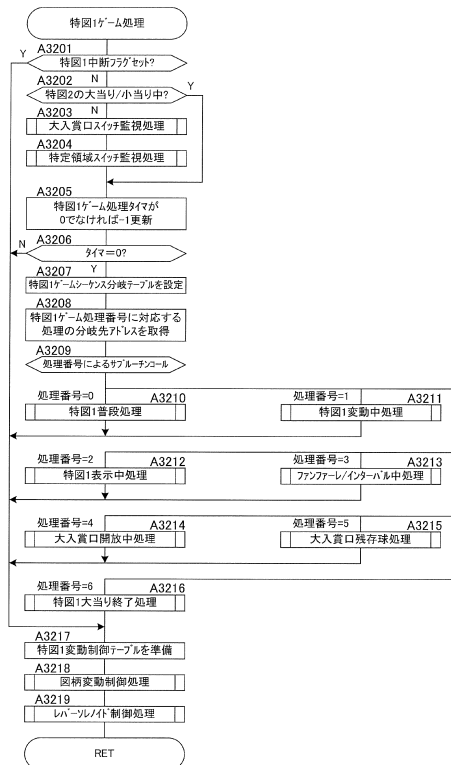 特図1ゲーム処理
A3201
Y
特図1中断フラグセット?
A3202
N
特図2の大当り/小当り中?
Y
A3203
N
大入賞口スイッチ監視処理
A3204
特定領域スイッチ監視処理
A3205
特図1ゲーム処理タイマが
0でなければ-1更新
A3206
N
タイマ=0?
A3207
Y
特図1ゲームシーケンス分岐テーブルを設定
A3208
特図1ゲーム処理番号に対応する
処理の分岐先アドレスを取得
A3209
処理番号によるサブルーチンコール
処理番号=0
A3210
処理番号=1
A3211
特図1普段処理
特図1変動中処理
処理番号=2
A3212
処理番号=3
A3213
特図1表示中処理
ファンファーレ/インターバル中処理
処理番号=4
A3214
処理番号=5
A3215
大入賞口開放中処理
大入賞口残存球処理
処理番号=6
A3216
特図1大当り終了処理
A3217
特図1変動制御テーブルを準備
A3218
図柄変動制御処理
A3219
レバーソレノイド制御処理
RET